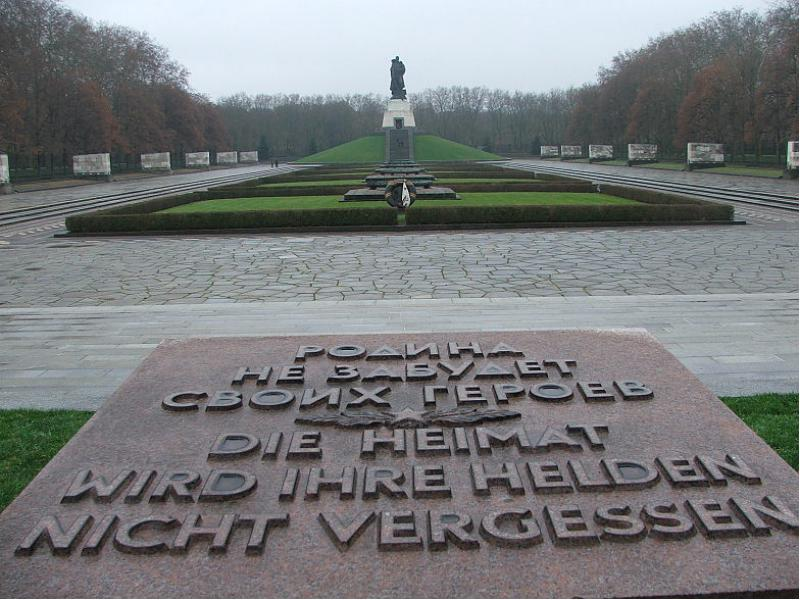 РОДИНА
НЕ ЗАБУДЕТ
СВОИХ ГЕРОЕВ
DIE HEIMAT
WIRD IHRE HELDEN
NICHT VERGESSEN